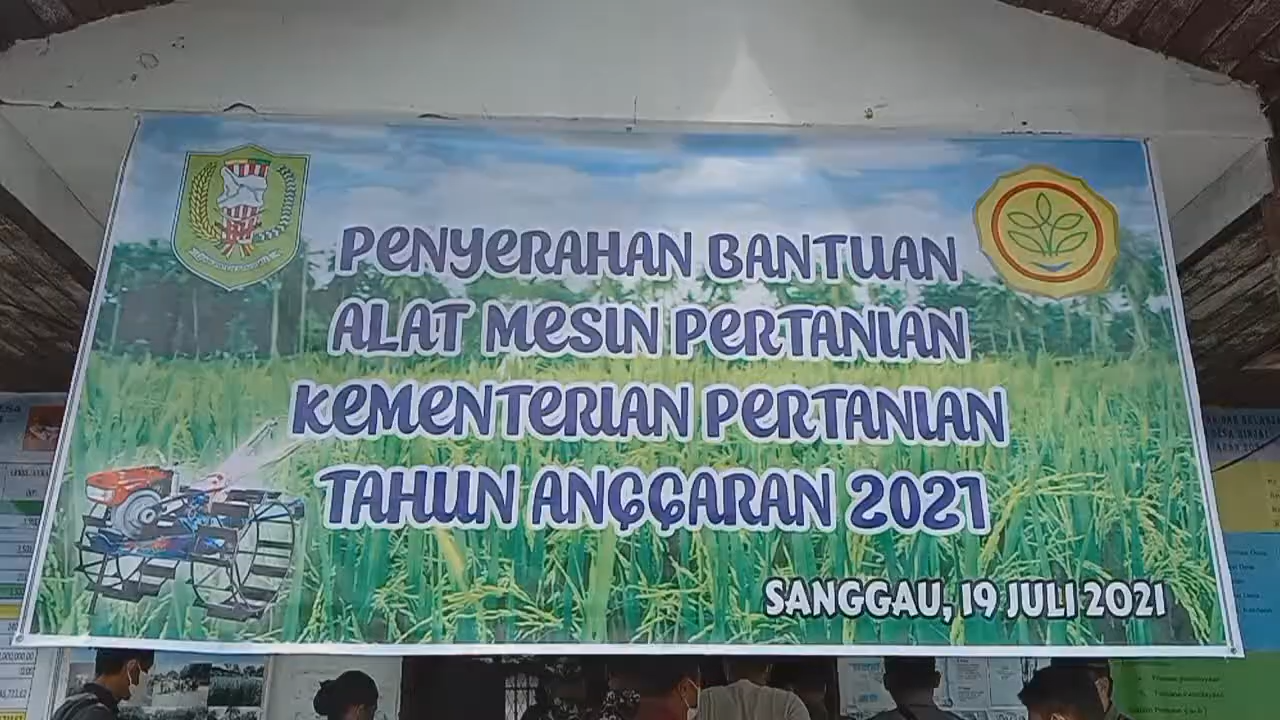 PENYERAHAN BANTUAN
ALAT MESIN PERTANIAN
KEMENTERIAN PERTANIAN
TAHUN ANGGARAN 2021
SANGGAU, 19 JULI 2021